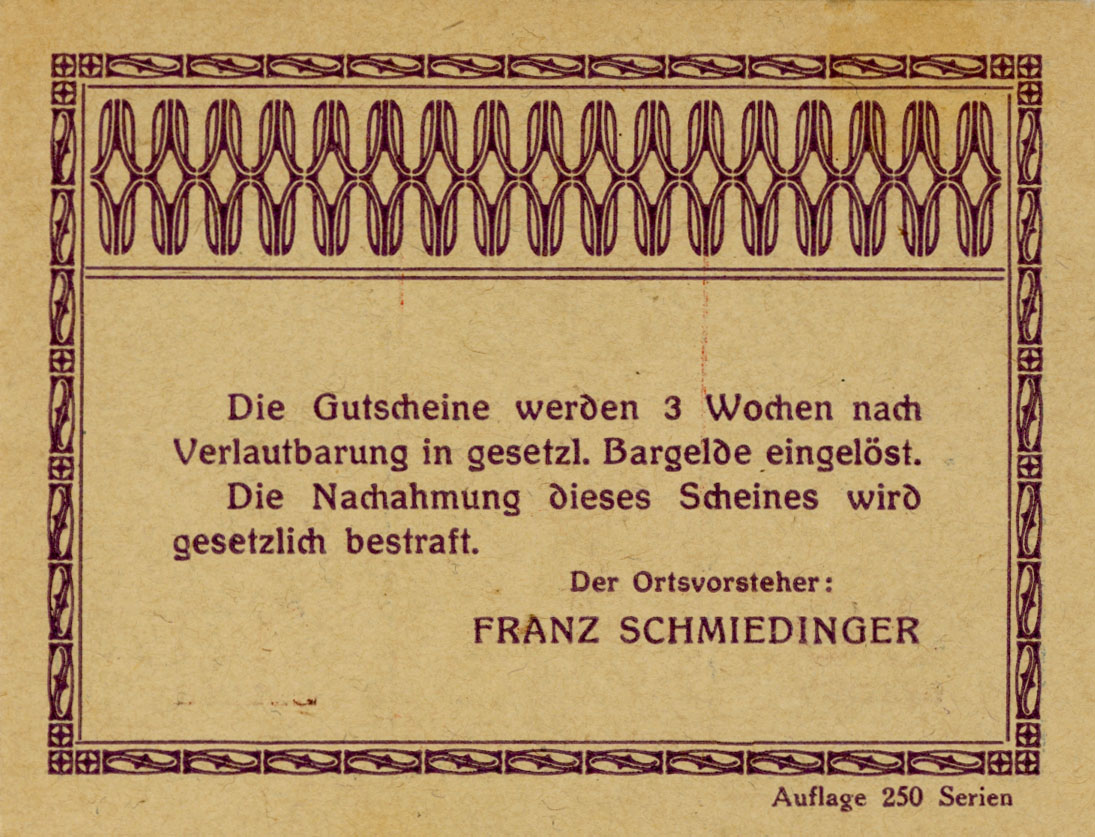 Die Gutscheine werden 3 Wochen nach
Verlautbarung in gesetzl. Bargelde eingelöst.
Die Nachahmung dieses Scheines wird
gesetzlich bestraft.
Der Ortsvorsteher:
FRANZ SCHMIEDINGER
Auflage 250 Serien